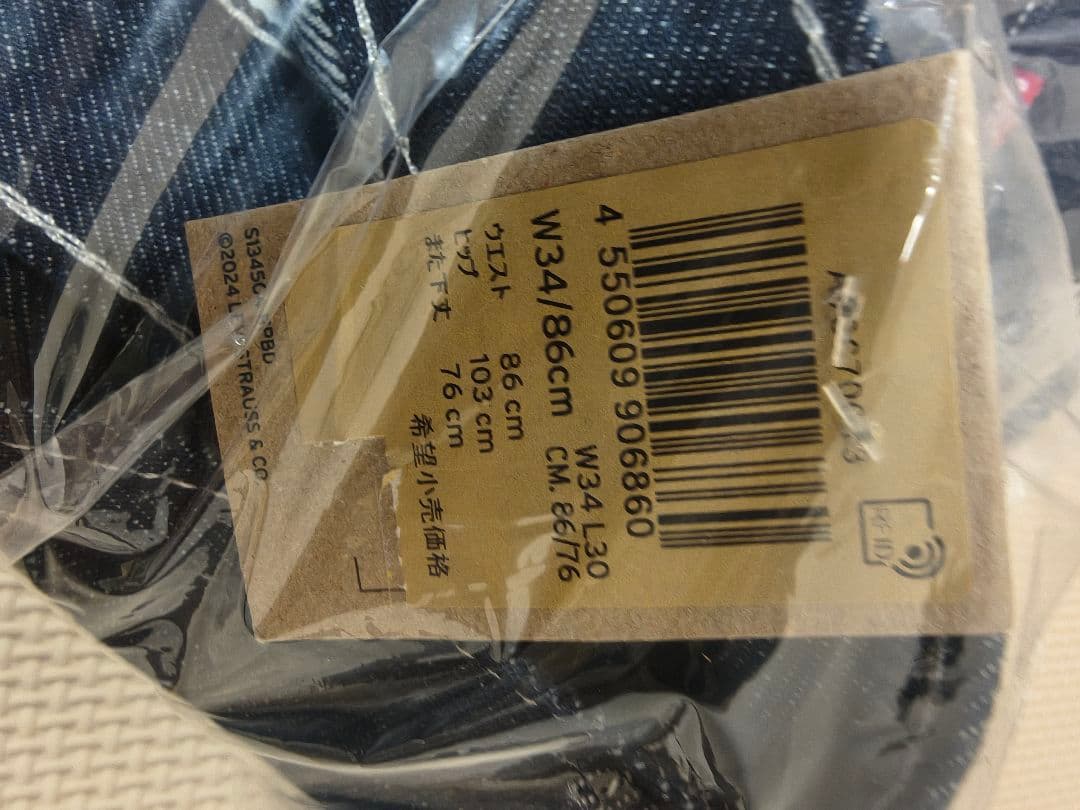 4 550609 906860
W34 L30
W34/86cm CM. 86/76
ウエスト 86 cm
ヒップ 103 cm
また下丈 76 cm
希望小売価格
STRAUSS & CO
©2024